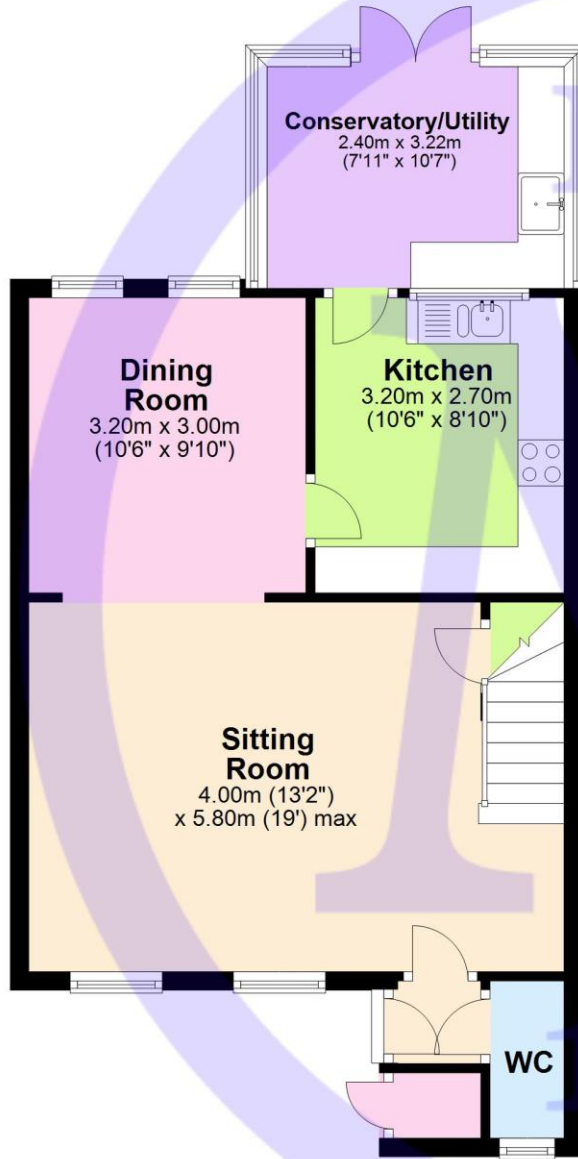 Conservatory/Utility
2.40m x 3.22m
(7'11" x 10'7")
Dining
Room
3.20m x 3.00m
(10'6" x 9'10")
Kitchen
3.20m x 2.70m
(10'6" x 8'10")
Sitting
Room
4.00m (13'2")
x 5.80m (19') max
WC